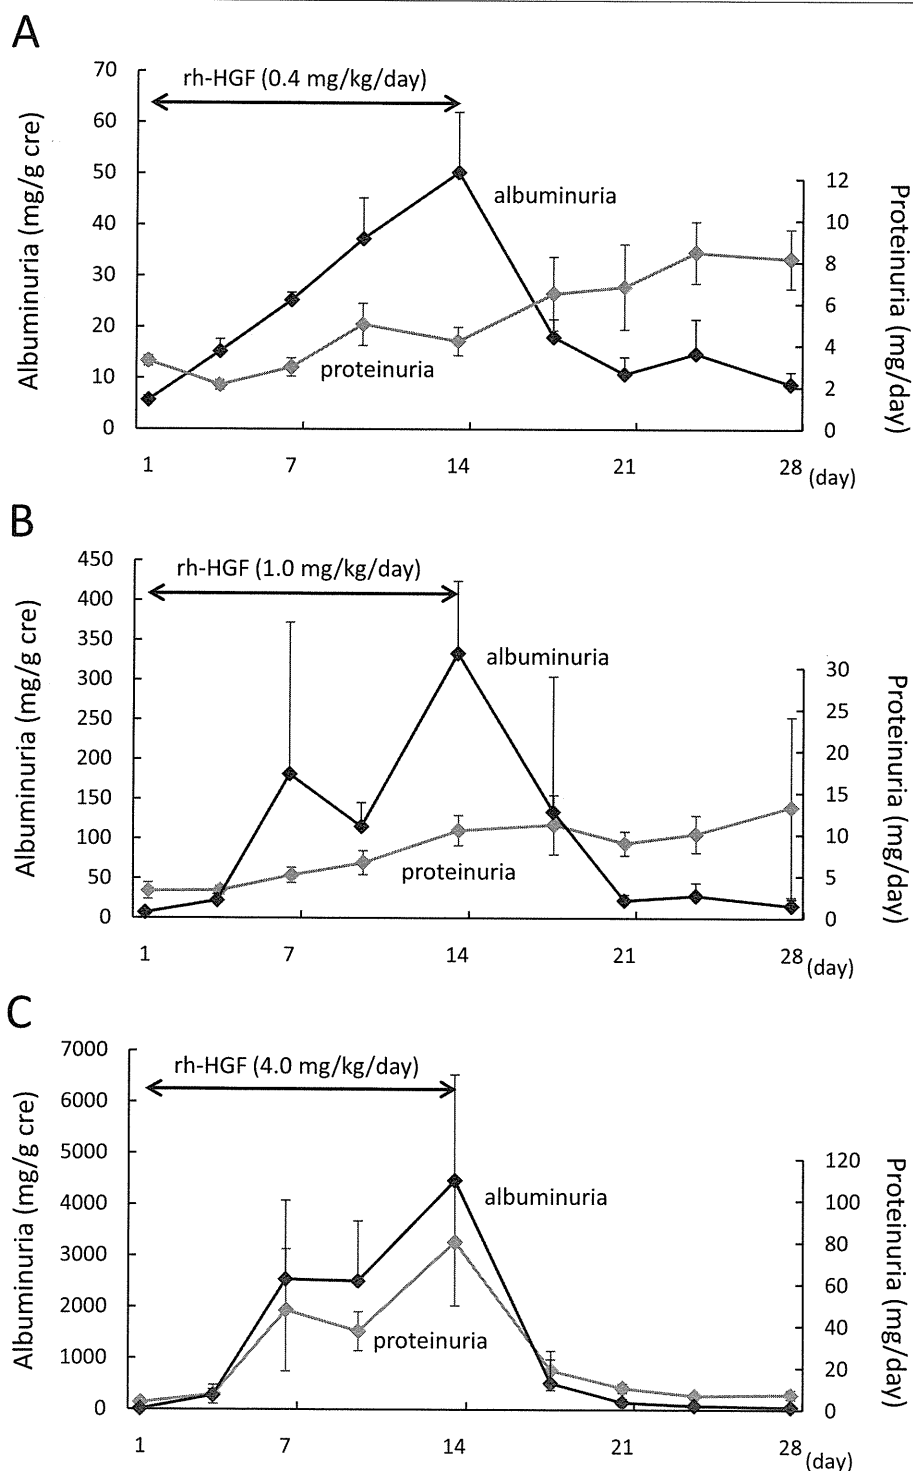 A
rh-HGF (0.4 mg/kg/day)
Albuminuria (mg/g cre)
70
60
50
40
30
20
10
0
albuminuria
proteinuria
12
10
8
6
4
2
0
Proteinuria (mg/day)
1 7 14 21 28 (day)
B
rh-HGF (1.0 mg/kg/day)
Albuminuria (mg/g cre)
450
400
350
300
250
200
150
100
50
0
albuminuria
proteinuria
30
25
20
15
10
5
0
Proteinuria (mg/day)
1 7 14 21 28 (day)
C
rh-HGF (4.0 mg/kg/day)
Albuminuria (mg/g cre)
7000
6000
5000
4000
3000
2000
1000
0
albuminuria
proteinuria
120
100
80
60
40
20
0
Proteinuria (mg/day)
1 7 14 21 28 (day)